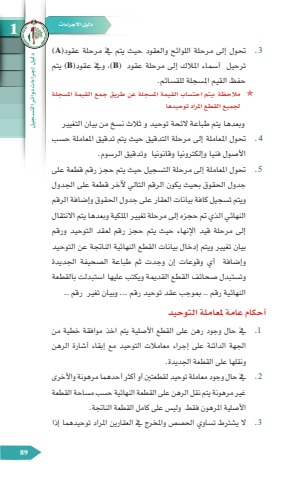 دليل الاجراءات
1
دليل إجراءات دوائر التسجيل
3. تحول إلى مرحلة اللوائح والعقود حيث يتم في مرحلة عقود(A)
ترحيل أسماء الملاك إلى مرحلة عقود (B)، وفي عقود(B) يتم
حفظ القيم المسجلة للقسائم.
* ملاحظة :يتم احتساب القيمة المسجلة عن طريق جمع القيمة المسجلة
لجميع القطع المراد توحيدها
وبعدها يتم طباعة لائحة توحيد و ثلاث نسخ من بيان التغيير
4. تحول المعاملة إلى مرحلة التدقيق حيث يتم تدقيق المعاملة حسب
الأصول فنيا وإلكترونيا وقانونيا وتدقيق الرسوم.
5. تحول المعاملة إلى مرحلة التسجيل حيث يتم حجز رقم قطعة على
جدول الحقوق بحيث يكون الرقم التالي لآخر قطعة على الجدول
ويتم تسجيل كافة بيانات العقار على جدول الحقوق وإضافة الرقم
النهائي الذي تم حجزه إلى مرحلة تغيير الملكية وبعدها يتم الانتقال
إلى مرحلة قيد الإنهاء حيث يتم حجز رقم لعقد التوحيد ورقم
بيان تغيير ويتم إدخال بيانات القطع النهائية الناتجة عن التوحيد
وإضافة أي وقوعات إن وجدت ثم طباعة الصحيفة الجديدة
وتستبدل صحائف القطع القديمة ويكتب عليها استبدلت بالقطعة
النهائية رقم .. بموجب عقد توحيد رقم ... وبيان تغير رقم ...
أحكام عامة لمعاملة التوحيد
1. في حال وجود رهن على القطع الأصلية يتم اخذ موافقة خطية من
الجهة الدائنة على إجراء معاملات التوحيد مع إبقاء أشارة الرهن
ونقلها على القطعة الجديدة.
2. في حال وجود معاملة توحيد لقطعتين أو أكثر أحدهما مرهونة والأخرى
غير مرهونة يتم نقل الرهن على القطعة النهائية حسب مساحة القطعة
الأصلية المرهون فقط وليس على كامل القطعة الناتجة.
3. لا يشترط تساوي الحصص والمخرج في العقارين المراد توحيدهما إذا
89